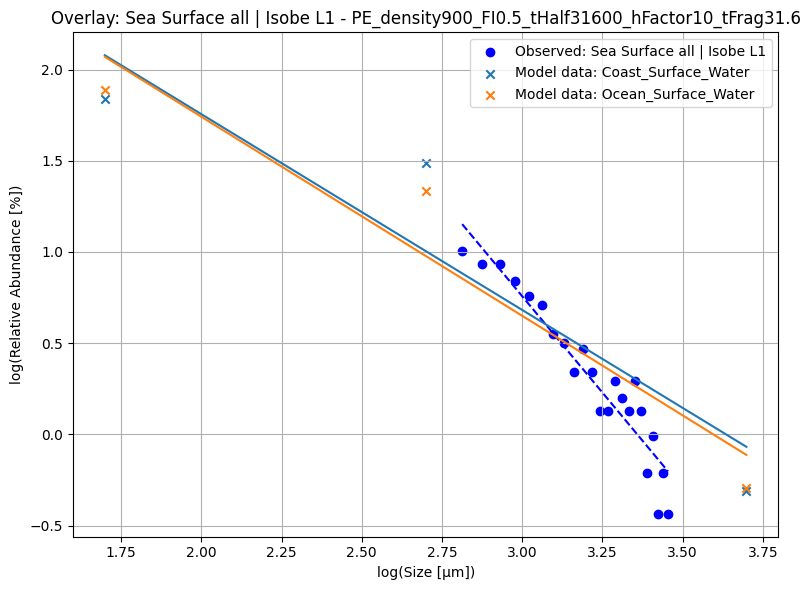 Overlay: Sea Surface all | Isobe L1 - PE_density900_FI0.5_tHalf31600_hFactor10_tFrag31.6
Observed: Sea Surface all | Isobe L1
Model data: Coast_Surface_Water
Model data: Ocean_Surface_Water
log(Relative Abundance [%])
2.0
1.5
1.0
0.5
0.0
−0.5
1.75 2.00 2.25 2.50 2.75 3.00 3.25 3.50 3.75
log(Size [μm])